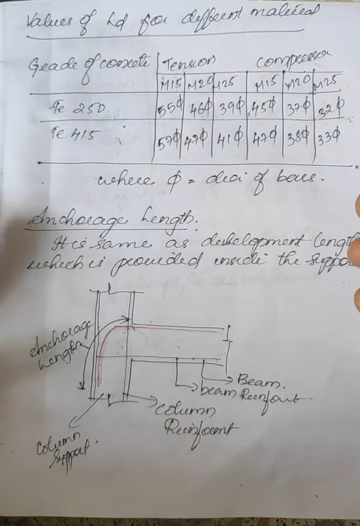 Values of Ld for different material
Grade of concrete Tension compression
M15 M20 M25 M15 M20 M25
Fe 250 55ϕ 46ϕ 39ϕ 45ϕ 37ϕ 32ϕ
Fe 415 57ϕ 47ϕ 41ϕ 47ϕ 38ϕ 33ϕ
where ϕ = dia of bars.
Anchorage Length.
It is same as development length
which is provided inside the support
Anchorage
Length
Beam.
beam Reinfout
Column
Reinfount
Column
Support.